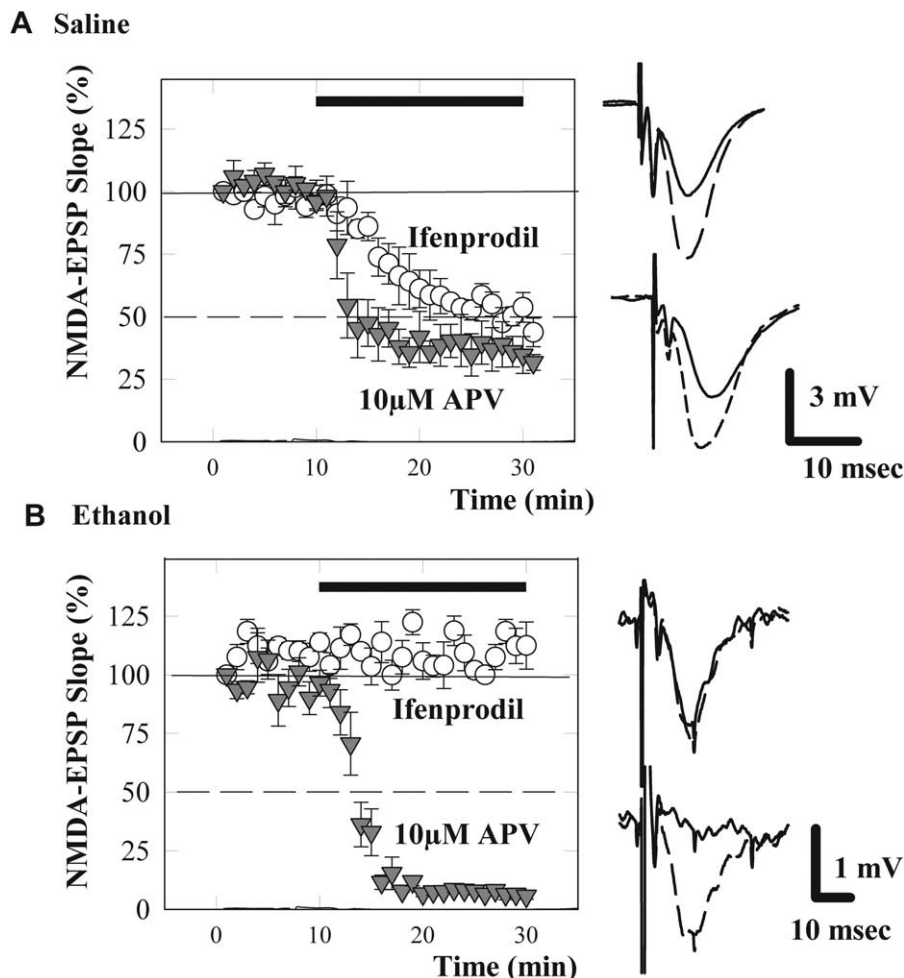 A Saline
NMDA-EPSP Slope (%)
125
100
75
50
25
0
Ifenprodil
10µM APV
0
10
20
30
Time (min)
3 mV
10 msec
B Ethanol
NMDA-EPSP Slope (%)
125
100
75
50
25
0
Ifenprodil
10µM APV
0
10
20
30
Time (min)
1 mV
10 msec